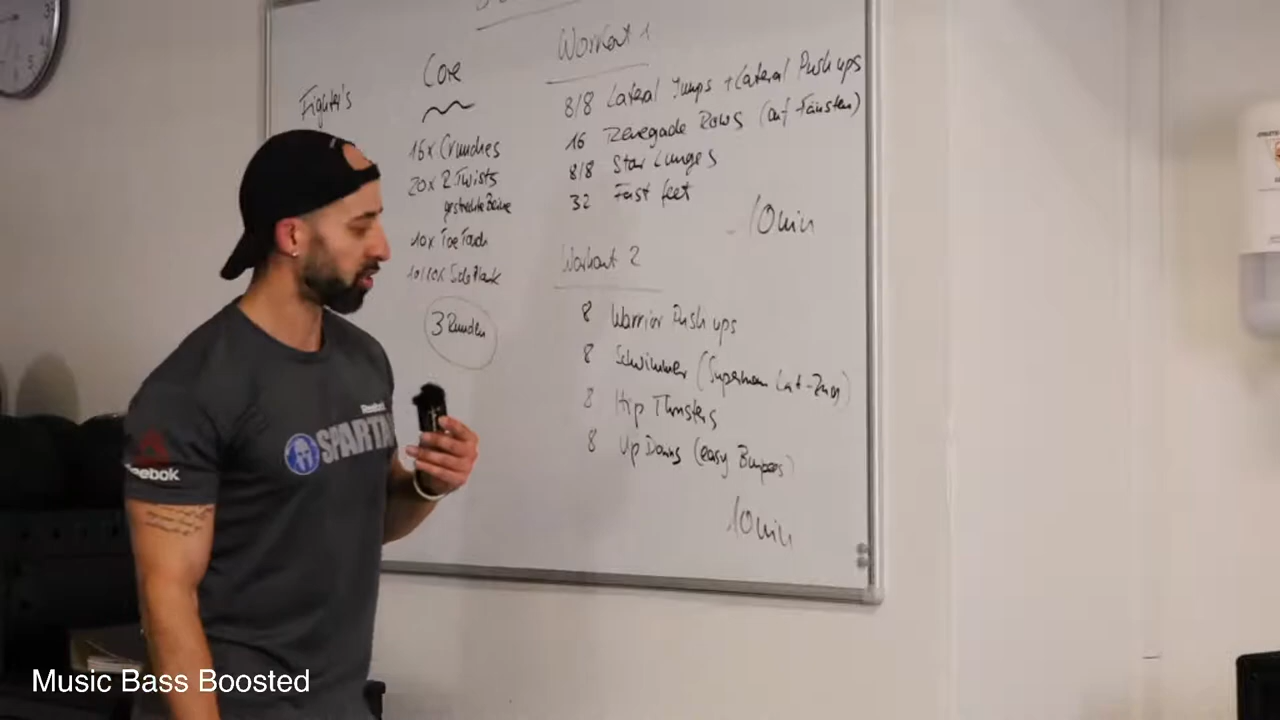 Fighter's
Core
16x Crunches
20x R.Twists
gestreckte Beine
10x Toe Touch
10/10x Side Plank
3 Runden
Workout 1
8/8 Lateral Jumps + Lateral Push ups
16 Renegade Rows (auf Fäusten)
8/8 Star Lunges
32 Fast feet
10min
Workout 2
8 Warrior Push ups
8 Schwimmer (Superman Lat-Zug)
8 Hip Thrusters
8 Up Downs (easy Burpees)
10min
Reebok
SPARTA
Reebok
Music Bass Boosted